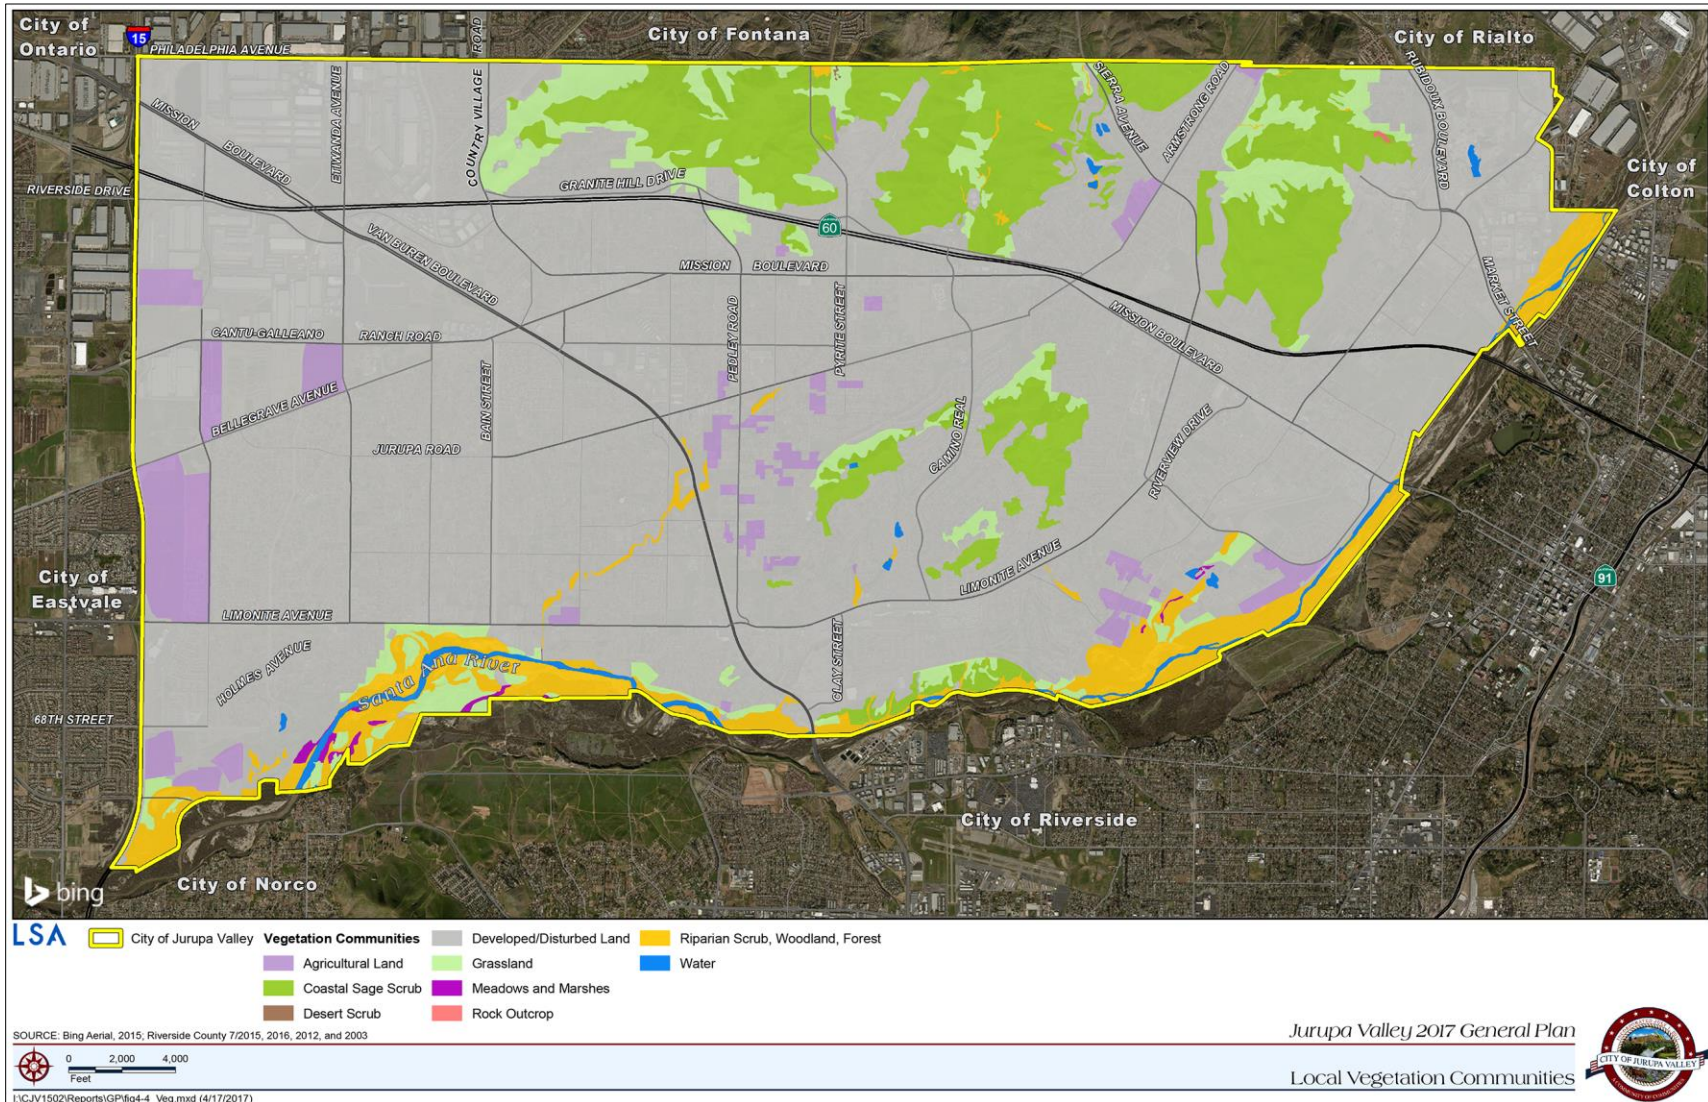 City of
Ontario
15
PHILADELPHIA AVENUE
ROAD
City of Fontana
City of Rialto
MISSION
BOULEVARD
ETIWANDA AVENUE
COUNTRY VILLAGE
SIERRA AVENUE
ARMSTRONG ROAD
RUBIDOUX BOULEVARD
City of
Colton
RIVERSIDE DRIVE
GRANITE HILL DRIVE
60
VAN BUREN BOULEVARD
MISSION BOULEVARD
MARKET STREET
CANTU-GALLEANO RANCH ROAD
PEDLEY ROAD
PYRITE STREET
MISSION BOULEVARD
BELLEGRAVE AVENUE
BAIN STREET
JURUPA ROAD
CAMINO REAL
RIVERVIEW DRIVE
City of
Eastvale
91
LIMONITE AVENUE
LIMONITE AVENUE
HOLMES AVENUE
Santa Ana River
CLAY STREET
68TH STREET
City of Riverside
City of Norco
bing
LSA
City of Jurupa Valley
Vegetation Communities
Agricultural Land
Coastal Sage Scrub
Desert Scrub
Developed/Disturbed Land
Grassland
Meadows and Marshes
Rock Outcrop
Riparian Scrub, Woodland, Forest
Water
SOURCE: Bing Aerial, 2015; Riverside County 7/2015, 2016, 2012, and 2003
0 2,000 4,000
Feet
I:\CJV1502\Reports\GP\fig4-4_Veg.mxd (4/17/2017)
Jurupa Valley 2017 General Plan
Local Vegetation Communities
CITY OF JURUPA VALLEY